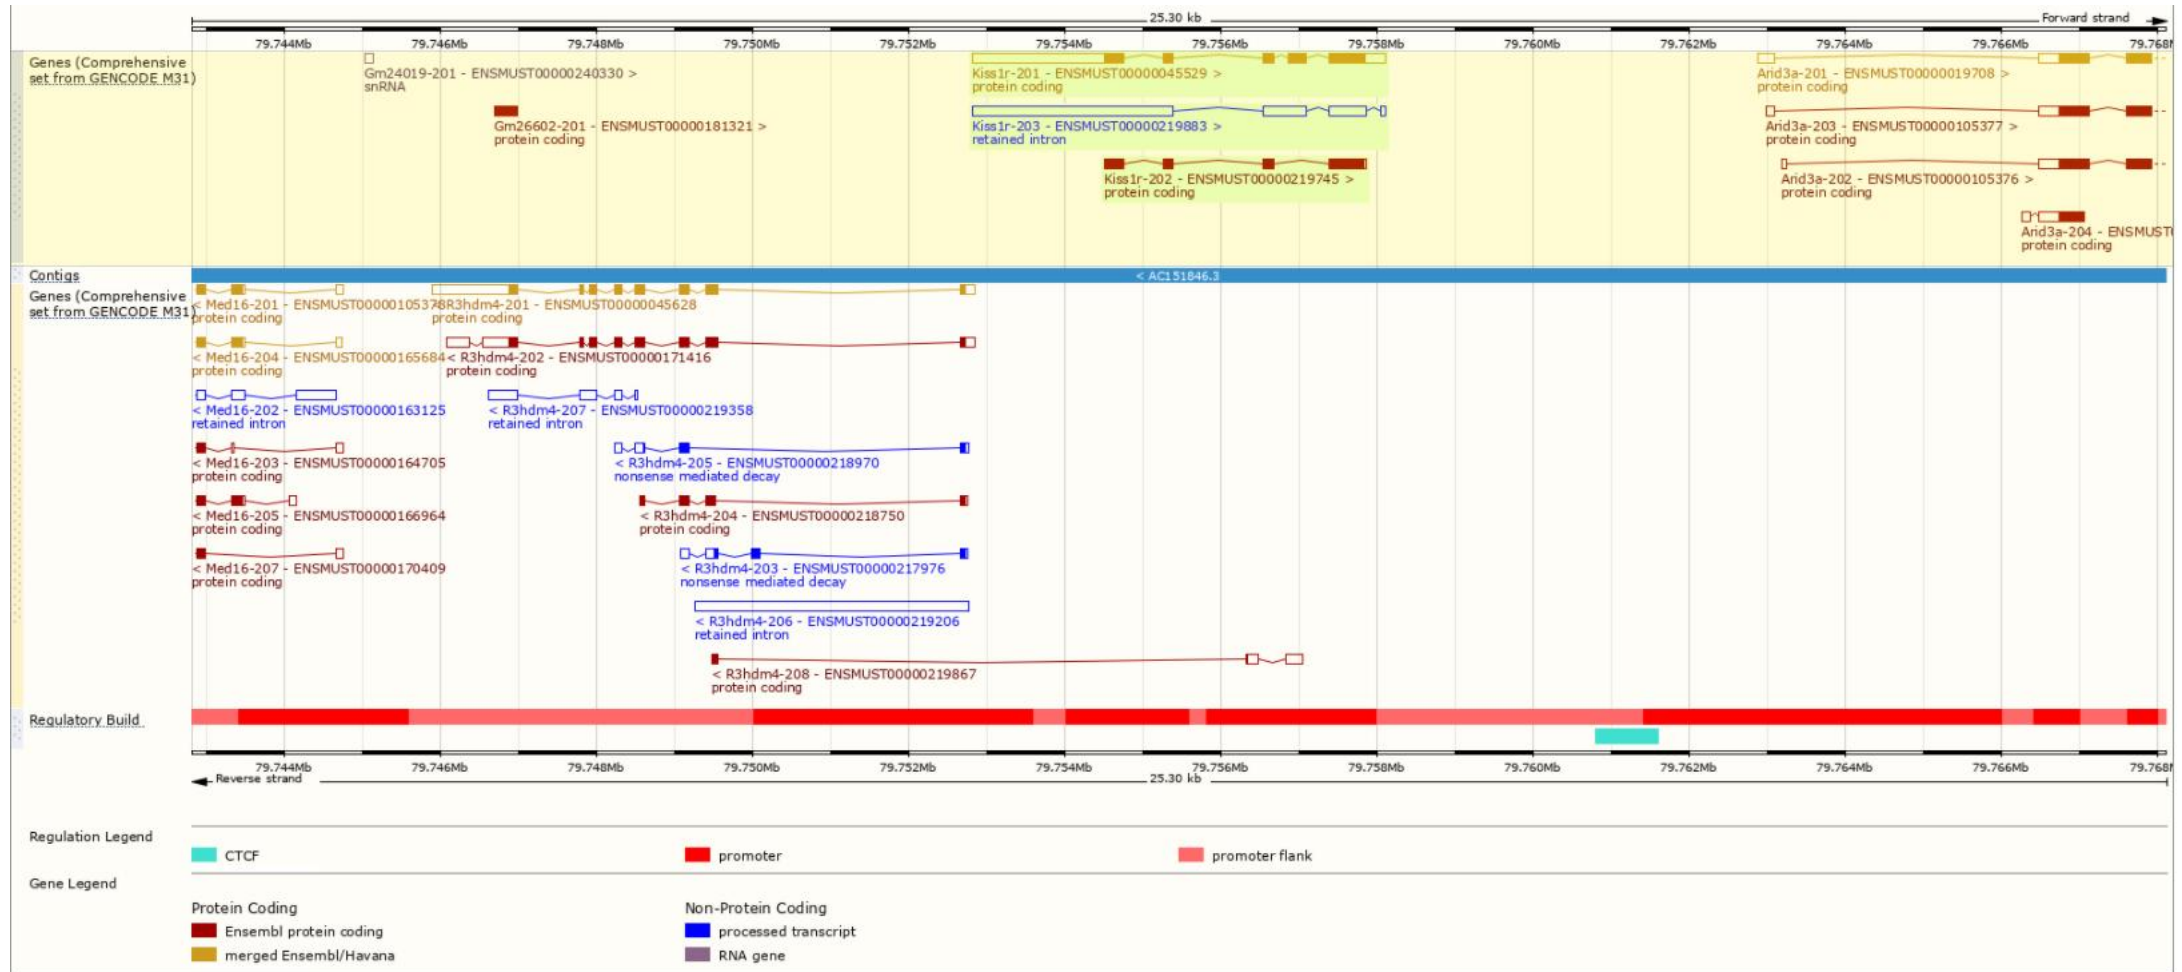 25.30 kb Forward strand
79.744Mb 79.746Mb 79.748Mb 79.750Mb 79.752Mb 79.754Mb 79.756Mb 79.758Mb 79.760Mb 79.762Mb 79.764Mb 79.766Mb 79.768M
Genes (Comprehensive
set from GENCODE M31)
Gm24019-201 - ENSMUST00000240330 >
snRNA
Kiss1r-201 - ENSMUST00000045529 >
protein coding
Arid3a-201 - ENSMUST00000019708 >
protein coding
Gm26602-201 - ENSMUST00000181321 >
protein coding
Kiss1r-203 - ENSMUST00000219883 >
retained intron
Arid3a-203 - ENSMUST00000105377 >
protein coding
Kiss1r-202 - ENSMUST00000219745 >
protein coding
Arid3a-202 - ENSMUST00000105376 >
protein coding
Arid3a-204 - ENSMUST
protein coding
Contigs
< AC151846.3
Genes (Comprehensive
set from GENCODE M31)
< Med16-201 - ENSMUST00000105378
protein coding
R3hdm4-201 - ENSMUST00000045628
protein coding
< Med16-204 - ENSMUST00000165684
protein coding
< R3hdm4-202 - ENSMUST00000171416
protein coding
< Med16-202 - ENSMUST00000163125
retained intron
< R3hdm4-207 - ENSMUST00000219358
retained intron
< Med16-203 - ENSMUST00000164705
protein coding
< R3hdm4-205 - ENSMUST00000218970
nonsense mediated decay
< Med16-205 - ENSMUST00000166964
protein coding
< R3hdm4-204 - ENSMUST00000218750
protein coding
< Med16-207 - ENSMUST00000170409
protein coding
< R3hdm4-203 - ENSMUST00000217976
nonsense mediated decay
< R3hdm4-206 - ENSMUST00000219206
retained intron
< R3hdm4-208 - ENSMUST00000219867
protein coding
Regulatory Build
79.744Mb 79.746Mb 79.748Mb 79.750Mb 79.752Mb 79.754Mb 79.756Mb 79.758Mb 79.760Mb 79.762Mb 79.764Mb 79.766Mb 79.768M
Reverse strand 25.30 kb
Regulation Legend
CTCF promoter promoter flank
Gene Legend
Protein Coding Non-Protein Coding
Ensembl protein coding processed transcript
merged Ensembl/Havana RNA gene